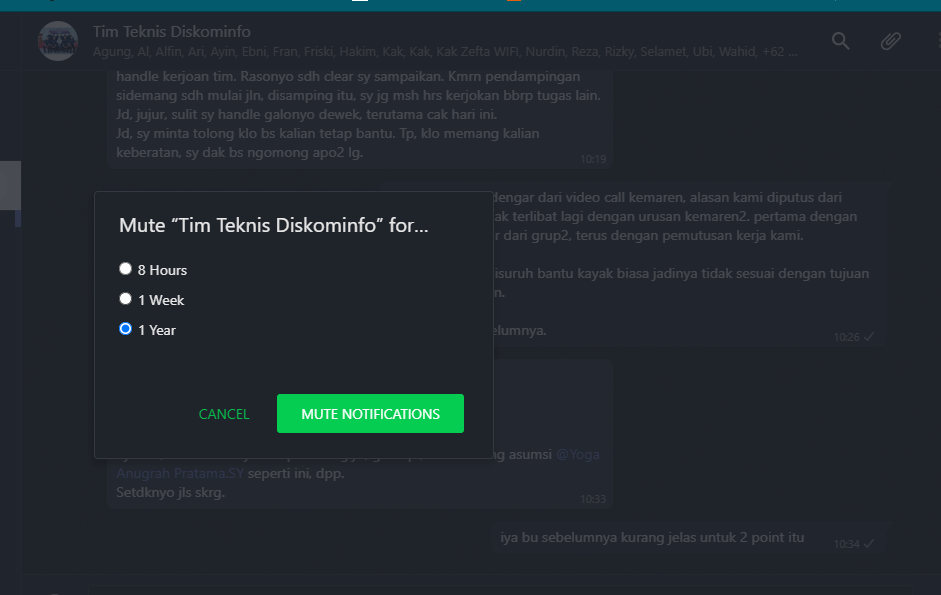 Tim Teknis Diskominfo
Agung, Al, Alfin, Ari, Ayin, Ebni, Fran, Friski, Hakim, Kak, Kak, Kak Zefta WIFI, Nurdin, Reza, Rizky, Selamet, Ubi, Wahid, +62 ...
handle kerjoan tim. Rasonyo sdh clear sy sampaikan. Kmrn pendampingan
sidemang sdh mulai jln, disamping itu, sy jg msh hrs kerjokan bbrp tugas lain.
Jd, jujur, sulit sy handle galonyo dewek, terutama cak hari ini.
Jd, sy minta tolong klo bs kalian tetap bantu. Tp, klo memang kalian
keberatan, sy dak bs ngomong apo2 lg.
10:19
dengar dari video call kemaren, alasan kami diputus dari
ak terlibat lagi dengan urusan kemaren2. pertama dengan
r dari grup2, terus dengan pemutusan kerja kami.
isuruh bantu kayak biasa jadinya tidak sesuai dengan tujuan
n.
elumnya.
10:26
Mute “Tim Teknis Diskominfo” for...
8 Hours
1 Week
1 Year
CANCEL
MUTE NOTIFICATIONS
ng asumsi @Yoga
Anugrah Pratama.SY seperti ini, dpp.
Setdknyo jls skrg.
10:33
iya bu sebelumnya kurang jelas untuk 2 point itu
10:34